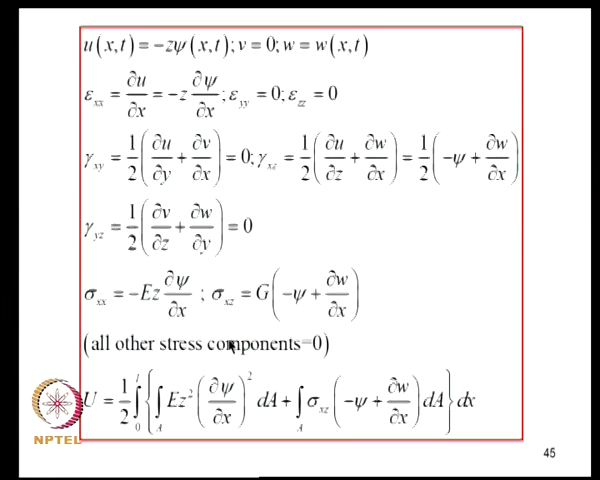 u(x,t) = −zψ(x,t); v = 0; w = w(x,t)
ε_xx = ∂u/∂x = −z ∂ψ/∂x; ε_yy = 0; ε_zz = 0
γ_xy = 1/2 (∂u/∂y + ∂v/∂x) = 0; γ_xz = 1/2 (∂u/∂z + ∂w/∂x) = 1/2 (−ψ + ∂w/∂x)
γ_yz = 1/2 (∂v/∂z + ∂w/∂y) = 0
σ_xx = −Ez ∂ψ/∂x ; σ_xz = G(−ψ + ∂w/∂x)
(all other stress components=0)
U = 1/2 ∫_0^l { ∫_A Ez² (∂ψ/∂x)² dA + ∫_A σ_xz (−ψ + ∂w/∂x) dA } dx
NPTEL
45